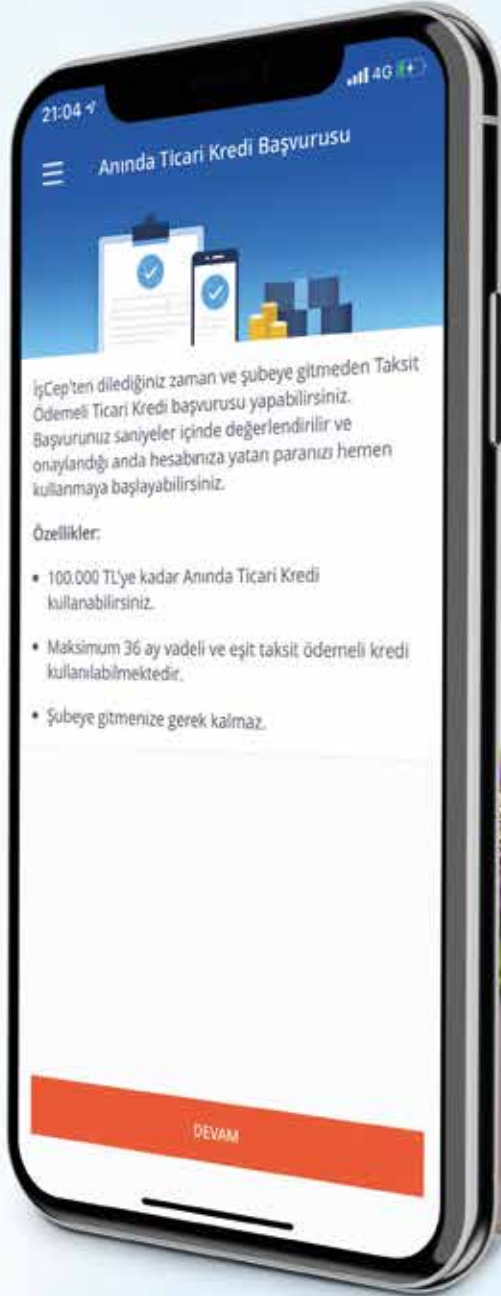 21:04
4G
Anında Ticari Kredi Başvurusu
İşCep'ten dilediğiniz zaman ve şubeye gitmeden Taksit
Ödemeli Ticari Kredi başvurusu yapabilirsiniz.
Başvurunuz saniyeler içinde değerlendirilir ve
onaylandığı anda hesabınıza yatan paranızı hemen
kullanmaya başlayabilirsiniz.
Özellikler:
• 100.000 TL'ye kadar Anında Ticari Kredi
kullanabilirsiniz.
• Maksimum 36 ay vadeli ve eşit taksit ödemeli kredi
kullanılabilmektedir.
• Şubeye gitmenize gerek kalmaz.
DEVAM